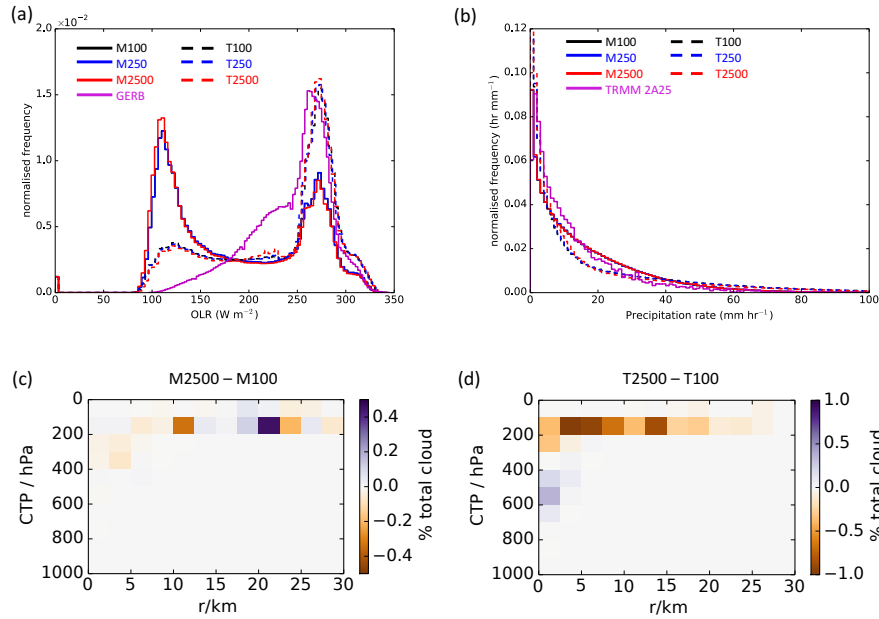 (a)
×10⁻²
2.0
1.5
1.0
0.5
0.0
normalised frequency
M100
M250
M2500
GERB
T100
T250
T2500
0 50 100 150 200 250 300 350
OLR (W m⁻²)
(b)
0.12
0.10
0.08
0.06
0.04
0.02
0.00
normalised frequency (hr mm⁻¹)
M100
M250
M2500
TRMM 2A25
T100
T250
T2500
0 20 40 60 80 100
Precipitation rate (mm hr⁻¹)
(c)
M2500 – M100
0
200
400
600
800
1000
CTP / hPa
0 5 10 15 20 25 30
r/km
0.4
0.2
0.0
−0.2
−0.4
% total cloud
(d)
T2500 – T100
0
200
400
600
800
1000
CTP / hPa
0 5 10 15 20 25 30
r/km
1.0
0.5
0.0
−0.5
−1.0
% total cloud